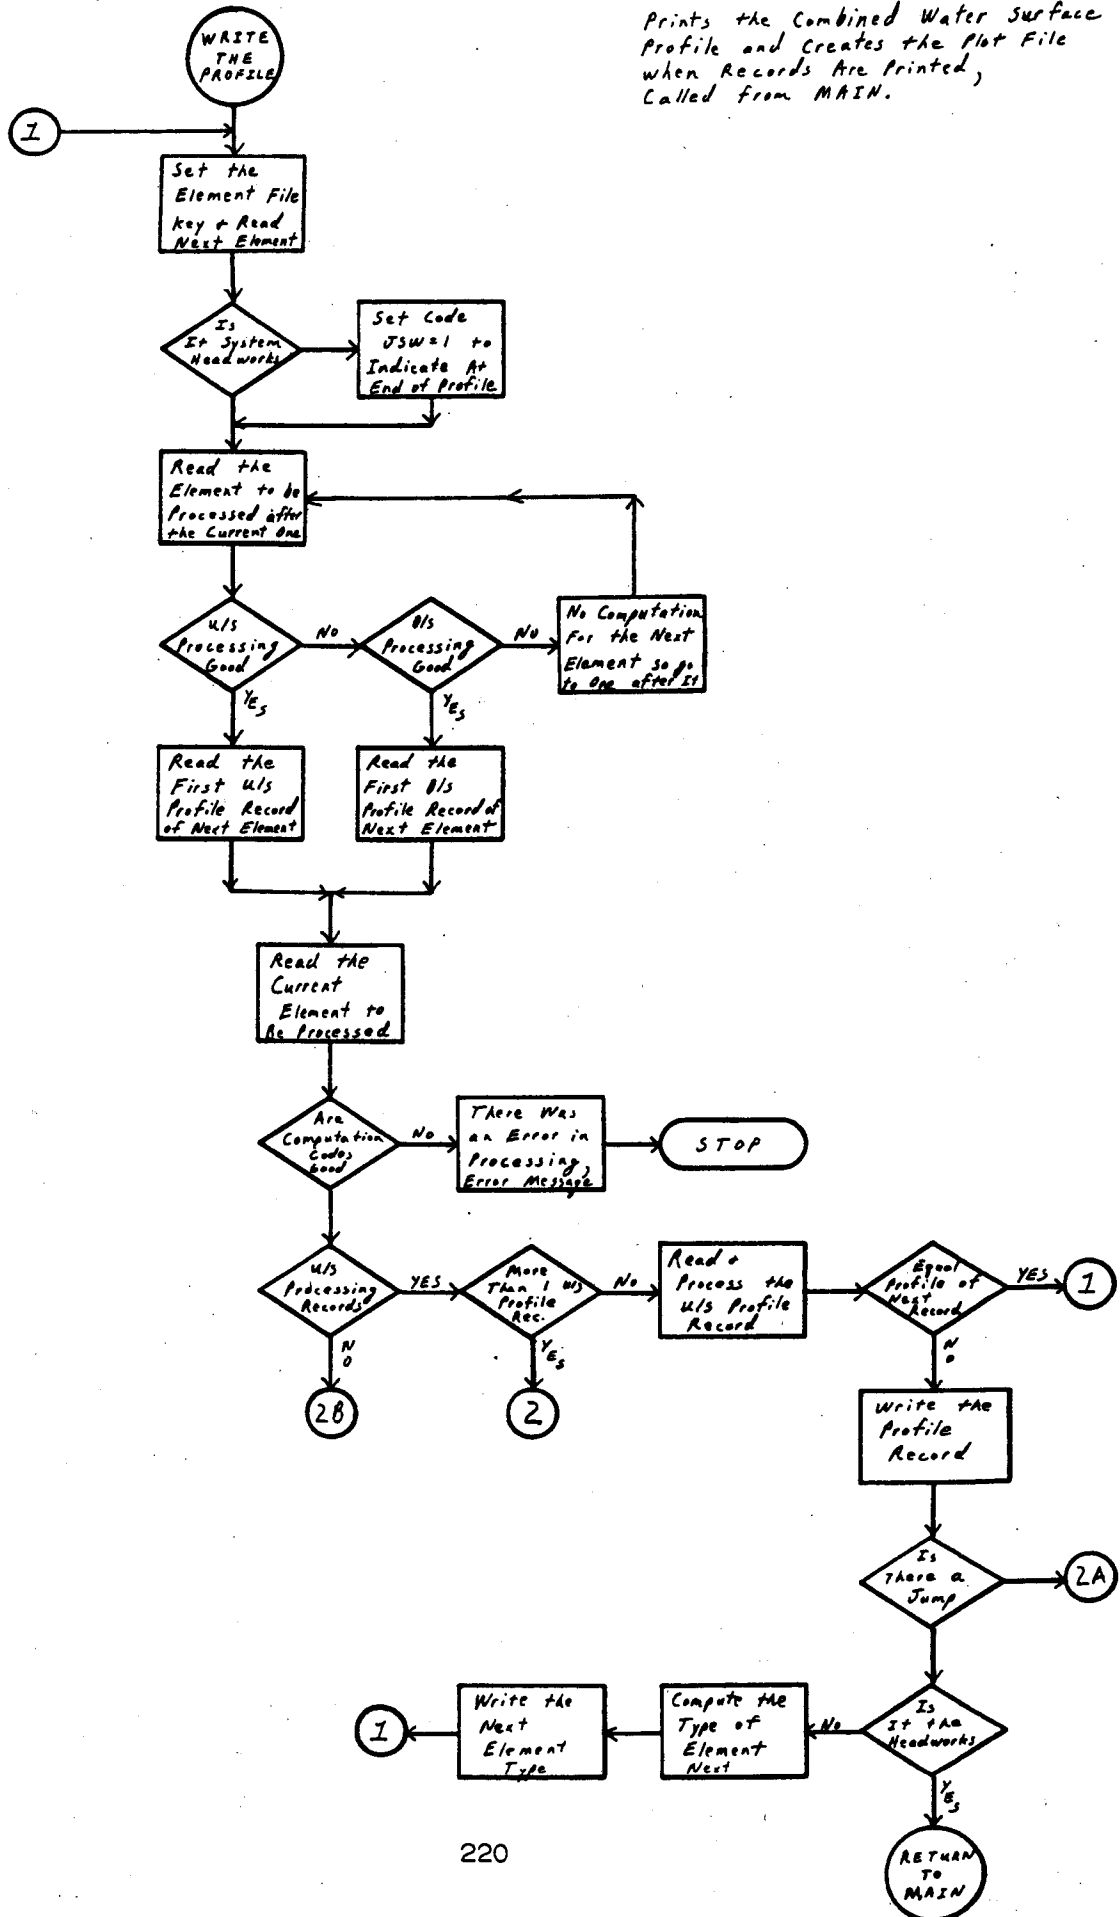 Prints the Combined Water Surface
Profile and Creates the Plot File
when Records Are Printed,
Called from MAIN.
WRITE
THE
PROFILE
1
Set the
Element File
Key + Read
Next Element
Is
It System
Headworks
Set Code
JSW=1 to
Indicate At
End of Profile
Read the
Element to be
Processed after
the Current One
U/S
Processing
Good
NO
D/S
Processing
Good
NO
No Computation
For the Next
Element so go
to One after It
YES
YES
Read the
First U/S
Profile Record
of Next Element
Read the
First D/S
Profile Record of
Next Element
Read the
Current
Element to
Be Processed
Are
Computation
Codes
Good
NO
There Was
an Error in
Processing,
Error Message
STOP
U/S
Processing
Records
YES
More
Than 1 U/S
Profile
Rec.
NO
Read +
Process the
U/S Profile
Record
Equal
Profile of
Next
Record
YES
1
NO
YES
NO
2B
2
Write the
Profile
Record
Is
There a
Jump
2A
1
Write the
Next
Element
Type
Compute the
Type of
Element
Next
NO
Is
It the
Headworks
YES
220
RETURN
TO
MAIN